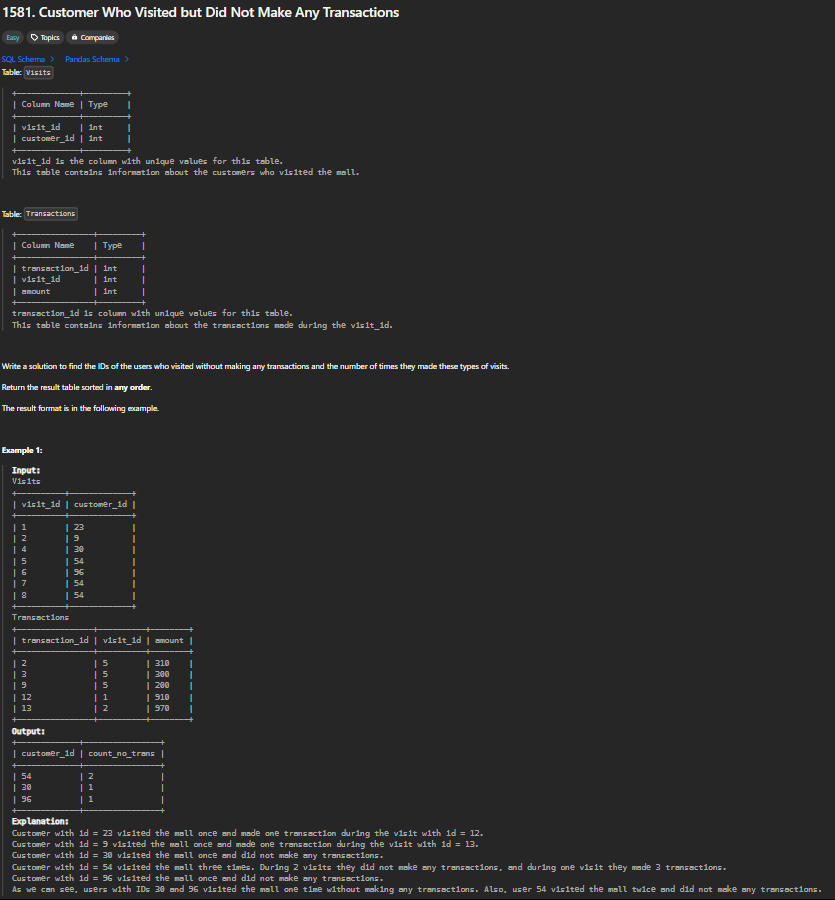 1581. Customer Who Visited but Did Not Make Any Transactions
Easy Topics Companies
SQL Schema > Pandas Schema >
Table: Visits
+-------------+---------+
| Column Name | Type    |
+-------------+---------+
| visit_id    | int     |
| customer_id | int     |
+-------------+---------+
visit_id is the column with unique values for this table.
This table contains information about the customers who visited the mall.
Table: Transactions
+----------------+---------+
| Column Name    | Type    |
+----------------+---------+
| transaction_id | int     |
| visit_id       | int     |
| amount         | int     |
+----------------+---------+
transaction_id is column with unique values for this table.
This table contains information about the transactions made during the visit_id.
Write a solution to find the IDs of the users who visited without making any transactions and the number of times they made these types of visits.
Return the result table sorted in any order.
The result format is in the following example.
Example 1:
Input:
Visits
+----------+-------------+
| visit_id | customer_id |
+----------+-------------+
| 1        | 23          |
| 2        | 9           |
| 4        | 30          |
| 5        | 54          |
| 6        | 96          |
| 7        | 54          |
| 8        | 54          |
+----------+-------------+
Transactions
+----------------+----------+--------+
| transaction_id | visit_id | amount |
+----------------+----------+--------+
| 2              | 5        | 310    |
| 3              | 5        | 300    |
| 9              | 5        | 200    |
| 12             | 1        | 910    |
| 13             | 2        | 970    |
+----------------+----------+--------+
Output:
+-------------+----------------+
| customer_id | count_no_trans |
+-------------+----------------+
| 54          | 2              |
| 30          | 1              |
| 96          | 1              |
+-------------+----------------+
Explanation:
Customer with id = 23 visited the mall once and made one transaction during the visit with id = 12.
Customer with id = 9 visited the mall once and made one transaction during the visit with id = 13.
Customer with id = 30 visited the mall once and did not make any transactions.
Customer with id = 54 visited the mall three times. During 2 visits they did not make any transactions, and during one visit they made 3 transactions.
Customer with id = 96 visited the mall once and did not make any transactions.
As we can see, users with IDs 30 and 96 visited the mall one time without making any transactions. Also, user 54 visited the mall twice and did not make any transactions.